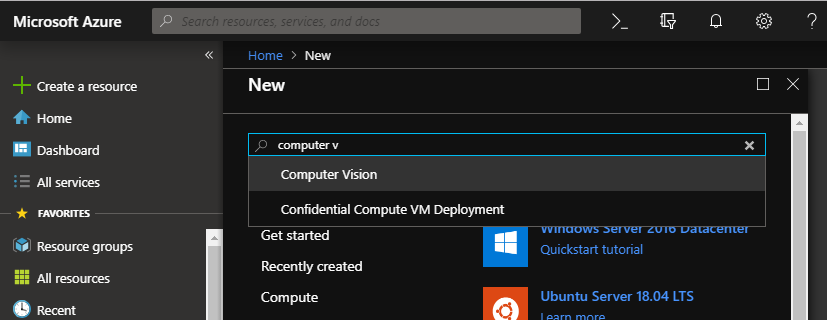 Microsoft Azure
Search resources, services, and docs
Home > New
Create a resource
Home
Dashboard
All services
FAVORITES
Resource groups
All resources
Recent
New
computer v
Computer Vision
Confidential Compute VM Deployment
Get started
Recently created
Compute
Windows Server 2016 Datacenter
Quickstart tutorial
Ubuntu Server 18.04 LTS
Learn more